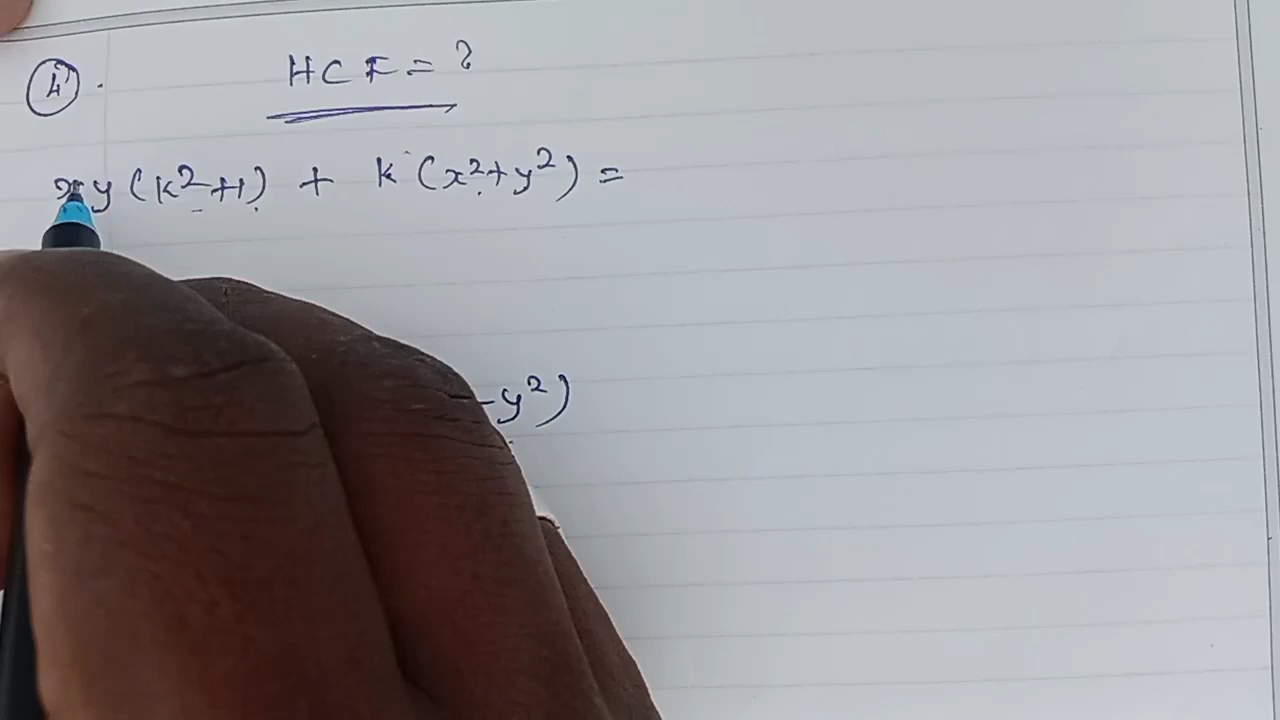 4. HCF = ?
xy (k²+1) + k (x²+y²) =
-y²)